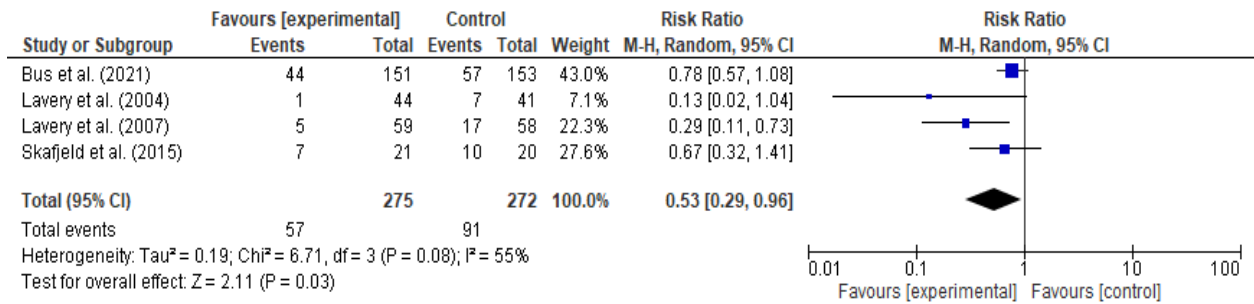 Favours [experimental] Control Risk Ratio Risk Ratio
Study or Subgroup Events Total Events Total Weight M-H, Random, 95% CI M-H, Random, 95% CI
Bus et al. (2021) 44 151 57 153 43.0% 0.78 [0.57, 1.08]
Lavery et al. (2004) 1 44 7 41 7.1% 0.13 [0.02, 1.04]
Lavery et al. (2007) 5 59 17 58 22.3% 0.29 [0.11, 0.73]
Skafjeld et al. (2015) 7 21 10 20 27.6% 0.67 [0.32, 1.41]
Total (95% CI) 275 272 100.0% 0.53 [0.29, 0.96]
Total events 57 91
Heterogeneity: Tau² = 0.19; Chi² = 6.71, df = 3 (P = 0.08); I² = 55%
Test for overall effect: Z = 2.11 (P = 0.03)
0.01 0.1 1 10 100
Favours [experimental] Favours [control]